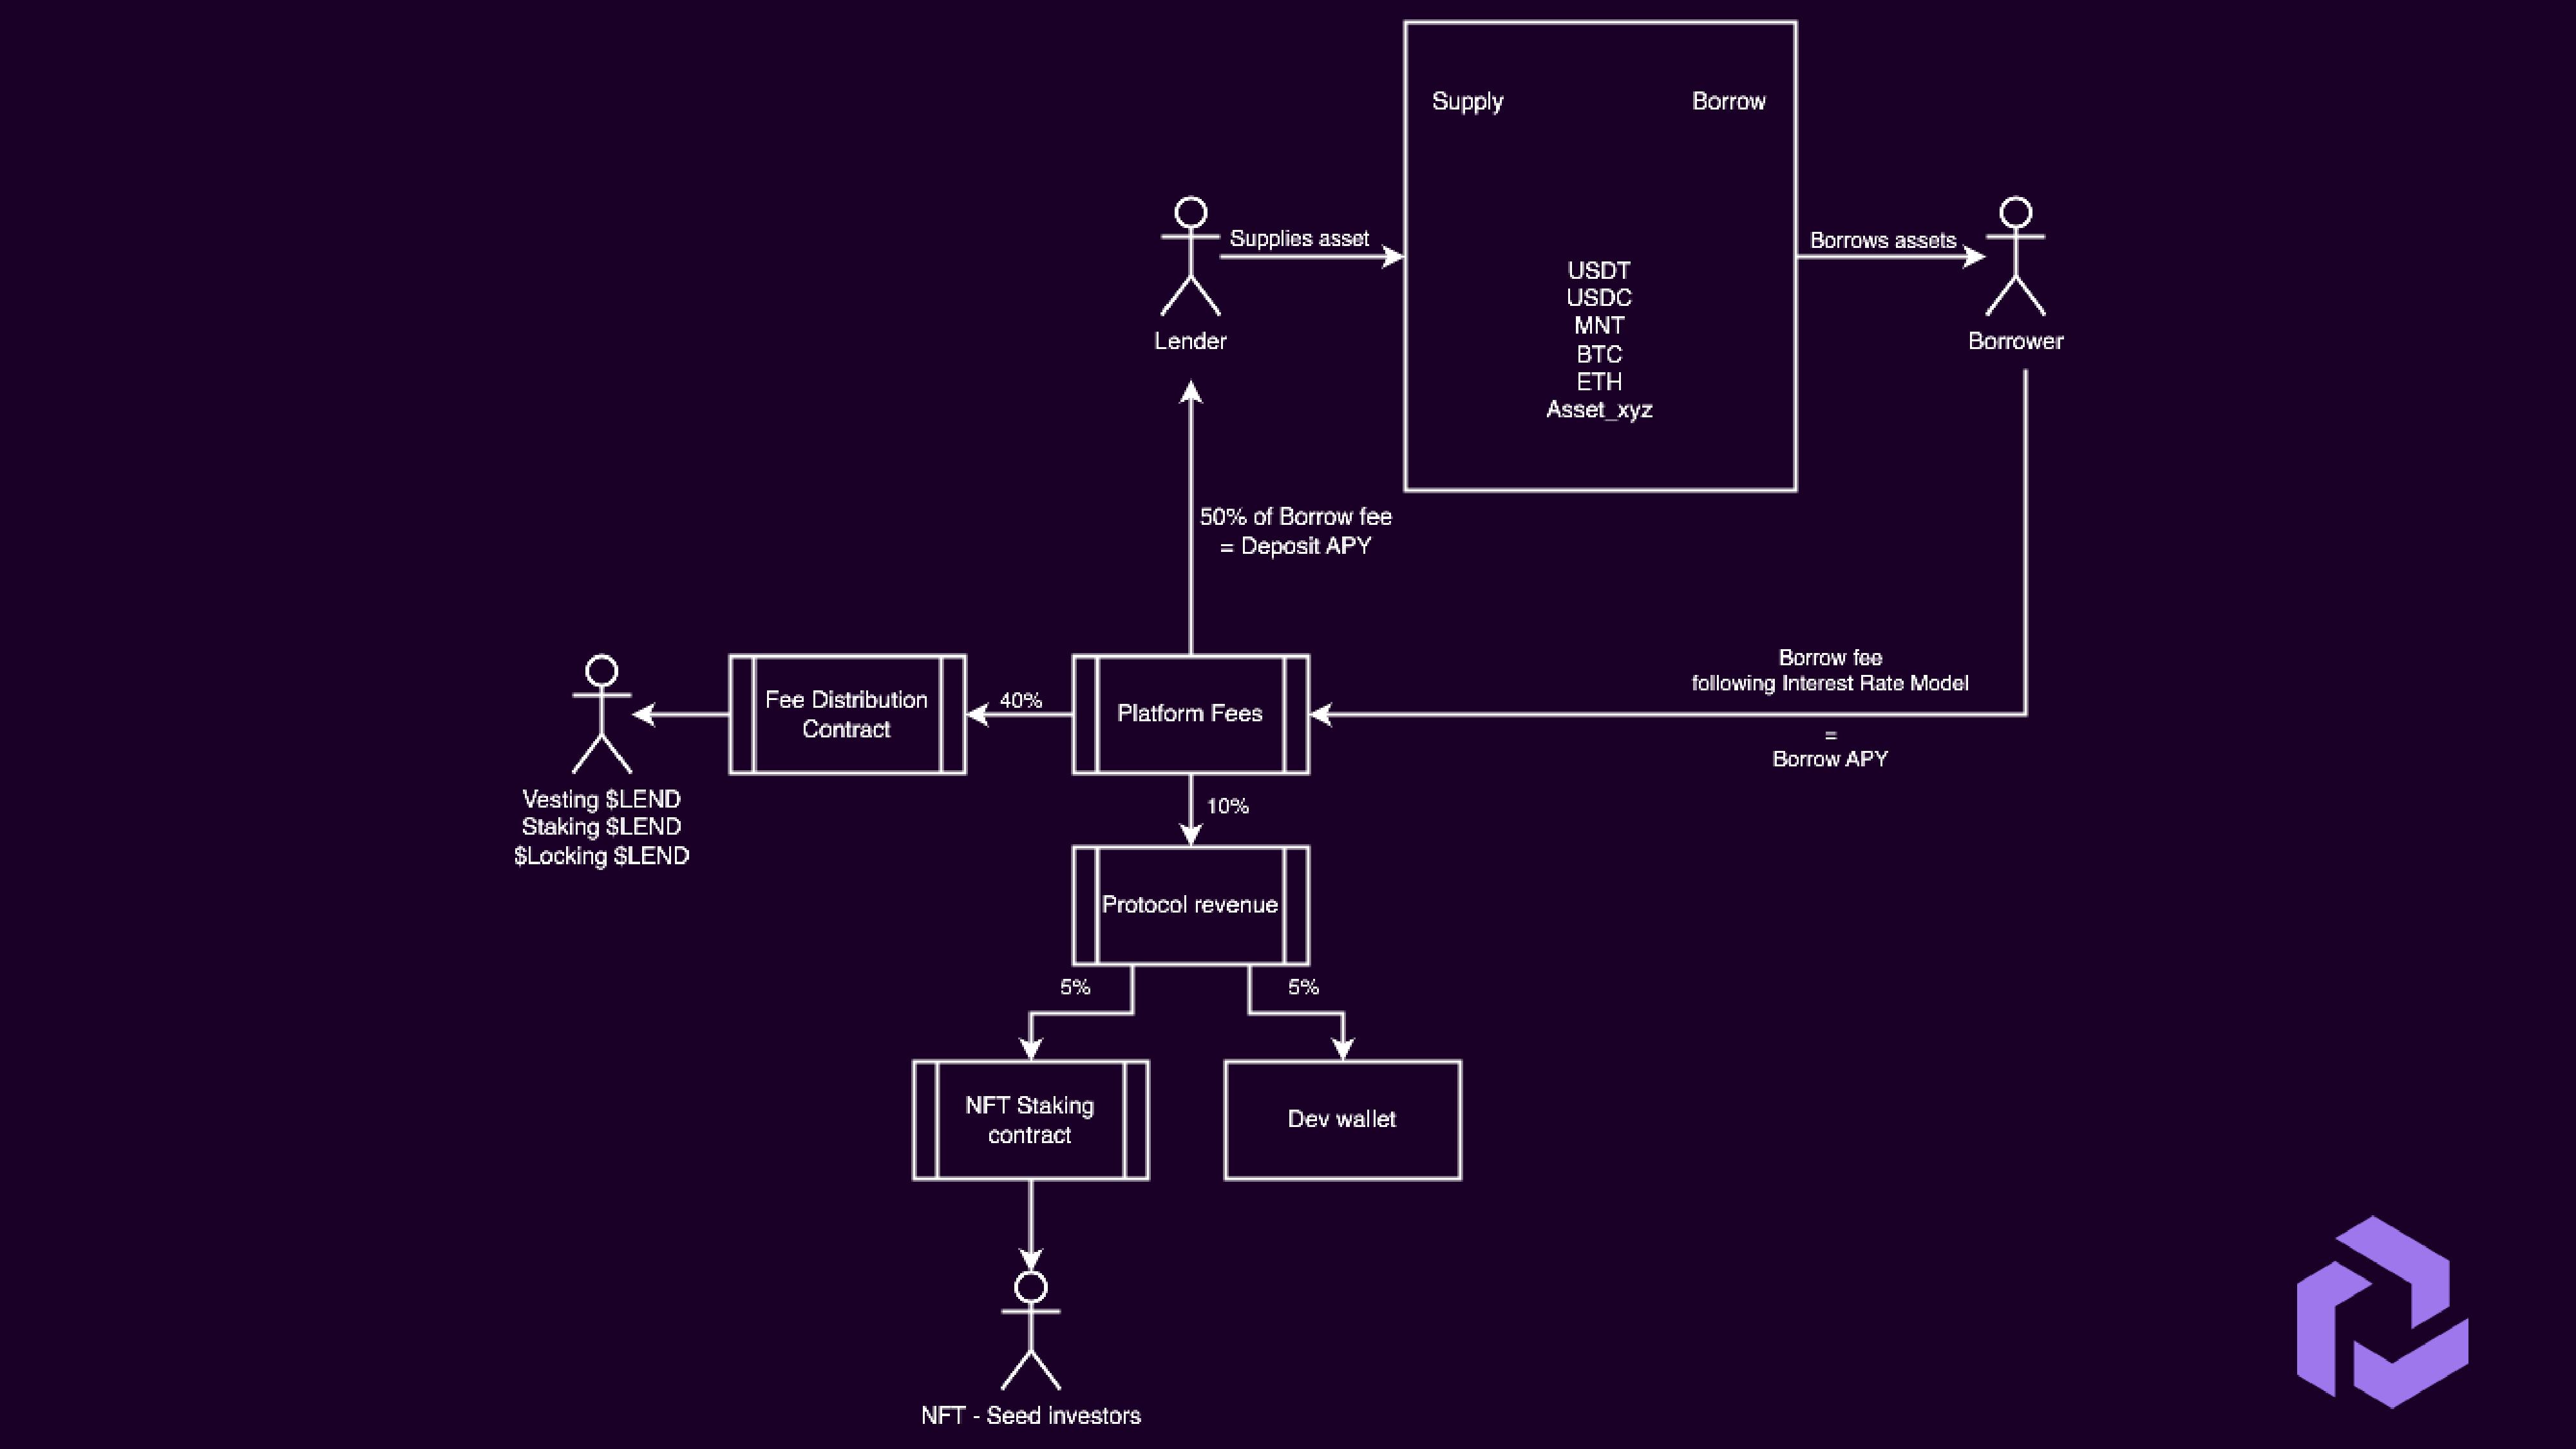 Supply
Borrow
Supplies asset
Borrows assets
USDT
USDC
MNT
BTC
ETH
Asset_xyz
Lender
Borrower
50% of Borrow fee
= Deposit APY
Borrow fee
following Interest Rate Model
=
Borrow APY
Fee Distribution
Contract
40%
Platform Fees
Vesting $LEND
Staking $LEND
$Locking $LEND
10%
Protocol revenue
5%
5%
NFT Staking
contract
Dev wallet
NFT - Seed investors